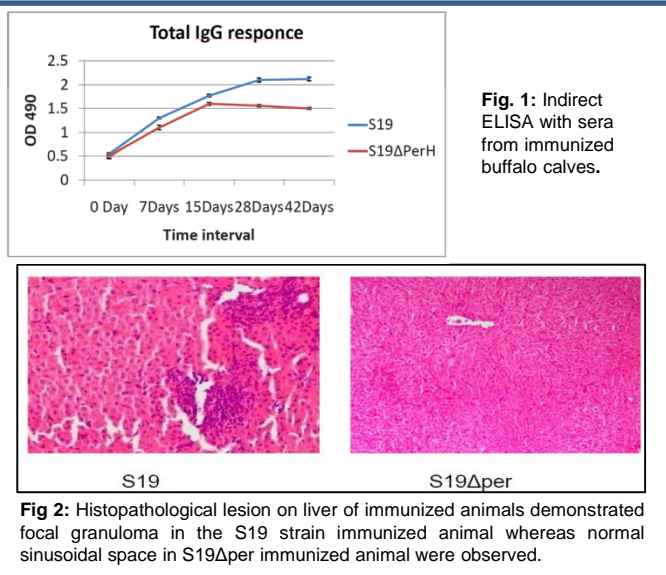 Total IgG responce
2.5
2
1.5
1
0.5
0
OD 490
0 Day 7Days 15Days 28Days 42Days
Time interval
S19
S19ΔPerH
Fig. 1: Indirect
ELISA with sera
from immunized
buffalo calves.
S19
S19Δper
Fig 2: Histopathological lesion on liver of immunized animals demonstrated
focal granuloma in the S19 strain immunized animal whereas normal
sinusoidal space in S19Δper immunized animal were observed.